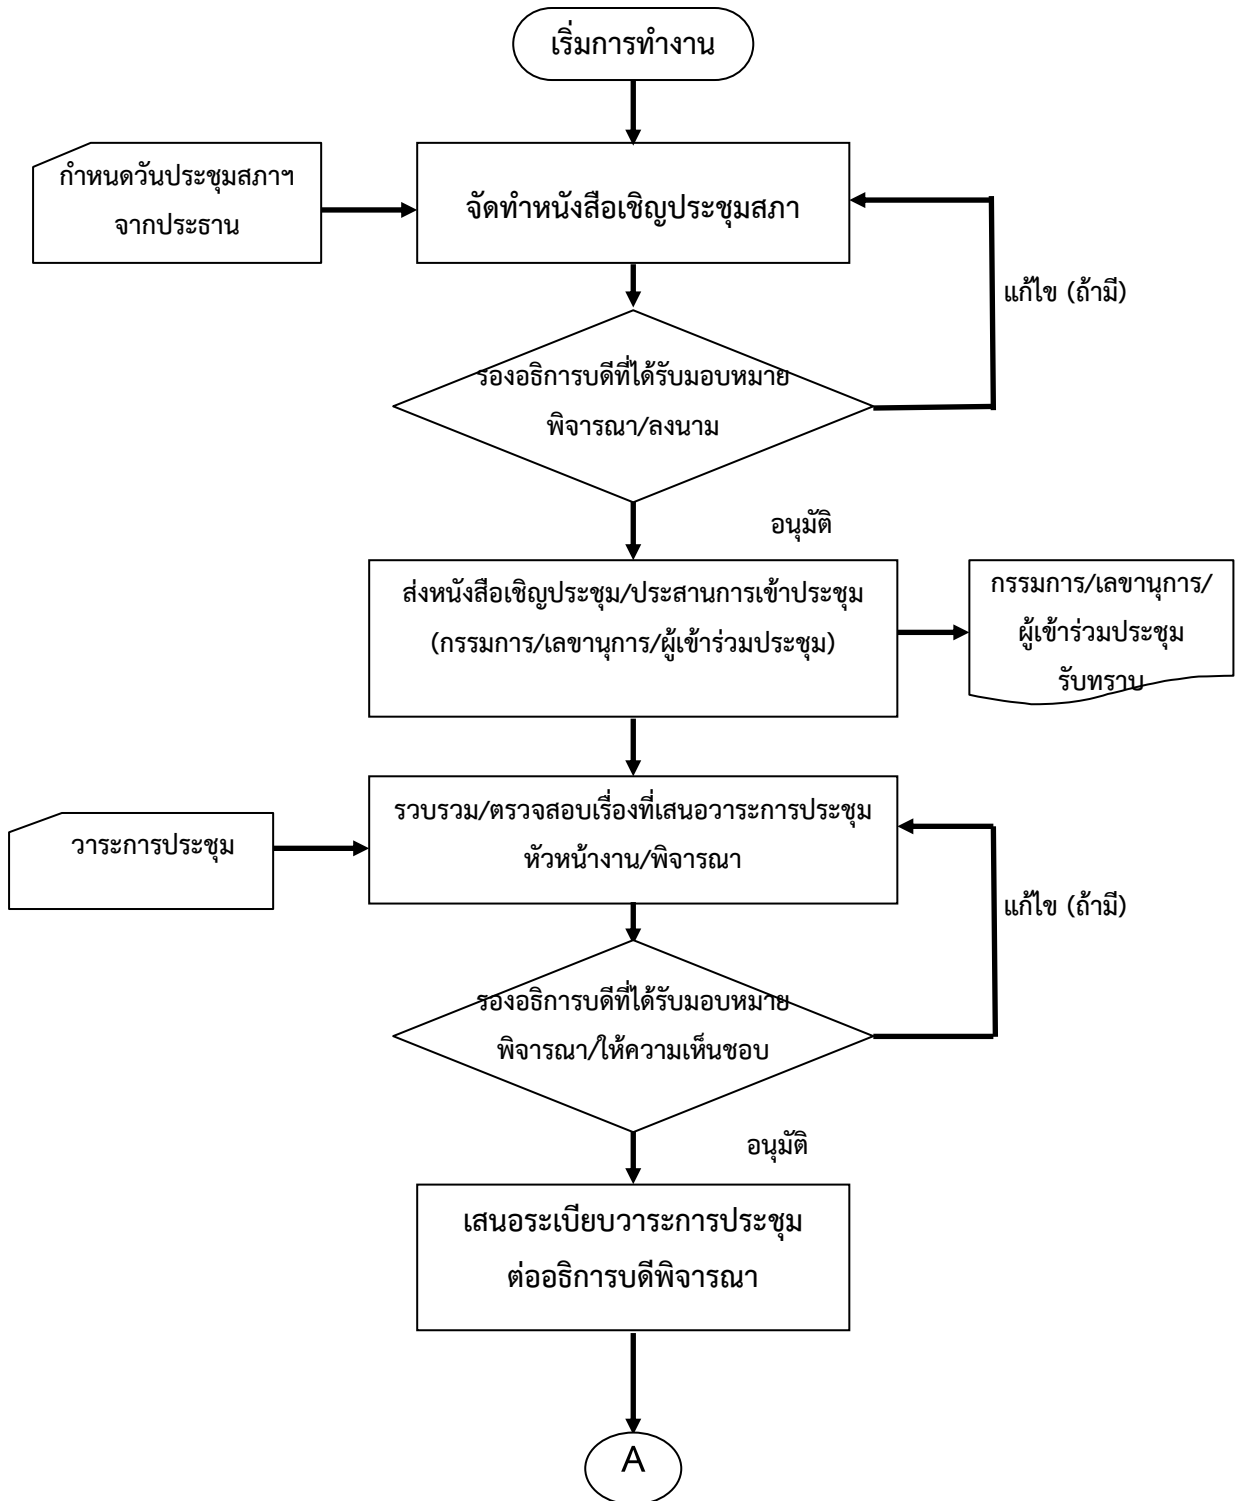 เริ่มการทำงาน
กำหนดวันประชุมสภาฯ
จากประธาน
จัดทำหนังสือเชิญประชุมสภา
แก้ไข (ถ้ามี)
รองอธิการบดีที่ได้รับมอบหมาย
พิจารณา/ลงนาม
อนุมัติ
ส่งหนังสือเชิญประชุม/ประสานการเข้าประชุม
(กรรมการ/เลขานุการ/ผู้เข้าร่วมประชุม)
กรรมการ/เลขานุการ/
ผู้เข้าร่วมประชุม
รับทราบ
วาระการประชุม
รวบรวม/ตรวจสอบเรื่องที่เสนอวาระการประชุม
หัวหน้างาน/พิจารณา
แก้ไข (ถ้ามี)
รองอธิการบดีที่ได้รับมอบหมาย
พิจารณา/ให้ความเห็นชอบ
อนุมัติ
เสนอระเบียบวาระการประชุม
ต่ออธิการบดีพิจารณา
A